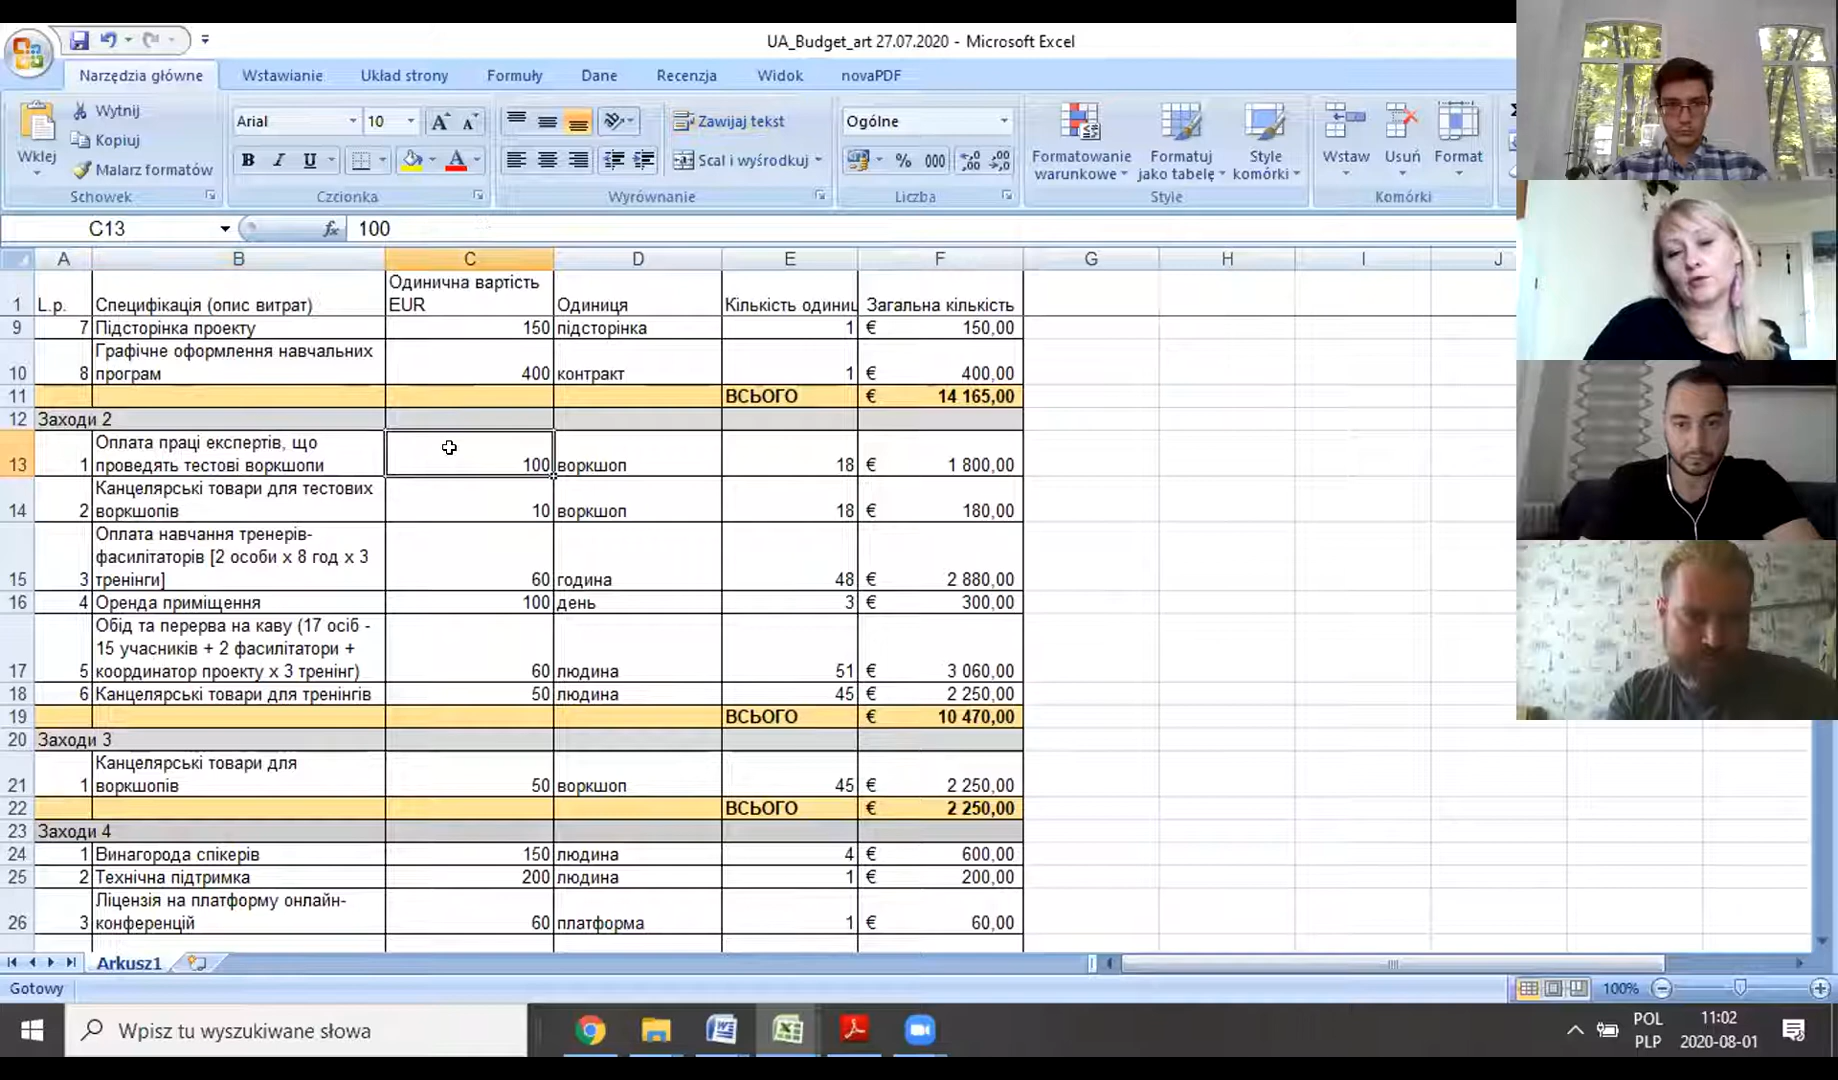 UA_Budget_art 27.07.2020 - Microsoft Excel
Narzędzia główne Wstawianie Układ strony Formuły Dane Recenzja Widok novaPDF
Wklej
Wytnij
Kopiuj
Malarz formatów
Schowek
Arial 10
B I U
Czcionka
Zawijaj tekst
Scal i wyśrodkuj
Wyrównanie
Ogólne
% 000
Liczba
Formatowanie warunkowe
Formatuj jako tabelę
Style komórki
Style
Wstaw
Usuń
Format
Komórki
C13 fx 100
A B C D E F G H I J
1 L.p. Специфікація (опис витрат) Одинична вартість EUR Одиниця Кількість одиниц Загальна кількість
9 7 Підсторінка проекту 150 підсторінка 1 € 150,00
10 8 Графічне оформлення навчальних програм 400 контракт 1 € 400,00
11 ВСЬОГО € 14 165,00
12 Заходи 2
13 1 Оплата праці експертів, що проведять тестові воркшопи 100 воркшоп 18 € 1 800,00
14 2 Канцелярські товари для тестових воркшопів 10 воркшоп 18 € 180,00
15 3 Оплата навчання тренерів-фасилітаторів [2 особи х 8 год х 3 тренінги] 60 година 48 € 2 880,00
16 4 Оренда приміщення 100 день 3 € 300,00
17 5 Обід та перерва на каву (17 осіб - 15 учасників + 2 фасилітатори + координатор проекту х 3 тренінг) 60 людина 51 € 3 060,00
18 6 Канцелярські товари для тренінгів 50 людина 45 € 2 250,00
19 ВСЬОГО € 10 470,00
20 Заходи 3
21 1 Канцелярські товари для воркшопів 50 воркшоп 45 € 2 250,00
22 ВСЬОГО € 2 250,00
23 Заходи 4
24 1 Винагорода спікерів 150 людина 4 € 600,00
25 2 Технічна підтримка 200 людина 1 € 200,00
26 3 Ліцензія на платформу онлайн-конференцій 60 платформа 1 € 60,00
Arkusz1
Gotowy 100%
Wpisz tu wyszukiwane słowa
POL 11:02
PLP 2020-08-01